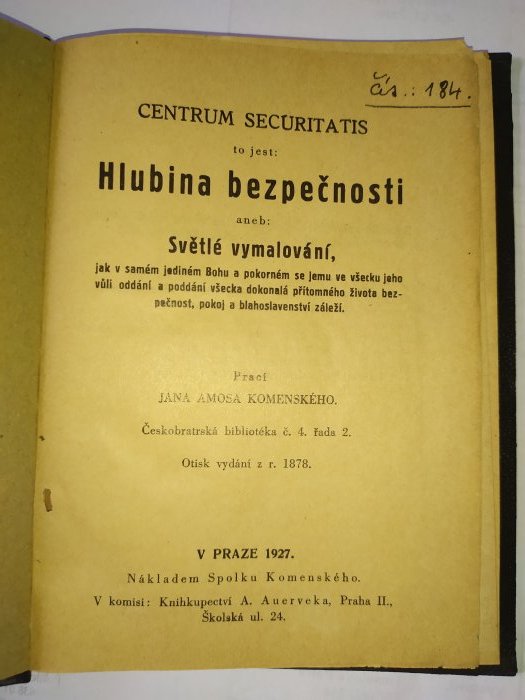 čís.: 184.
CENTRUM SECURITATIS
to jest:
Hlubina bezpečnosti
aneb:
Světlé vymalování,
jak v samém jediném Bohu a pokorném se jemu ve všecku jeho
vůli oddání a poddání všecka dokonalá přítomného života bez-
pečnost, pokoj a blahoslavenství záleží.
Prací
JANA AMOSA KOMENSKÉHO.
Českobratrská bibliotéka č. 4. řada 2.
Otisk vydání z r. 1878.
V PRAZE 1927.
Nákladem Spolku Komenského.
V komisi: Knihkupectví A. Auerveka, Praha II.,
Školská ul. 24.